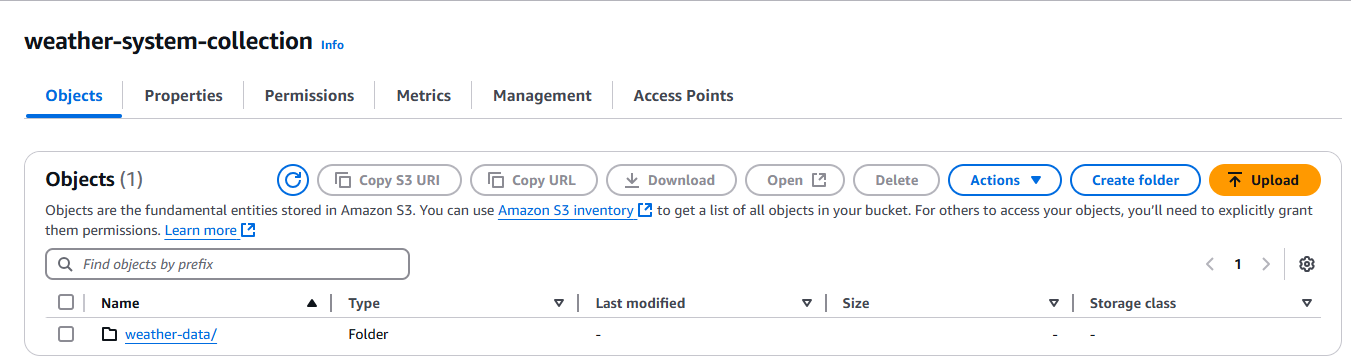 weather-system-collection Info
Objects Properties Permissions Metrics Management Access Points
Objects (1) Copy S3 URI Copy URL Download Open Delete Actions Create folder Upload
Objects are the fundamental entities stored in Amazon S3. You can use Amazon S3 inventory to get a list of all objects in your bucket. For others to access your objects, you’ll need to explicitly grant
them permissions. Learn more
Find objects by prefix 1
Name Type Last modified Size Storage class
weather-data/ Folder - - -